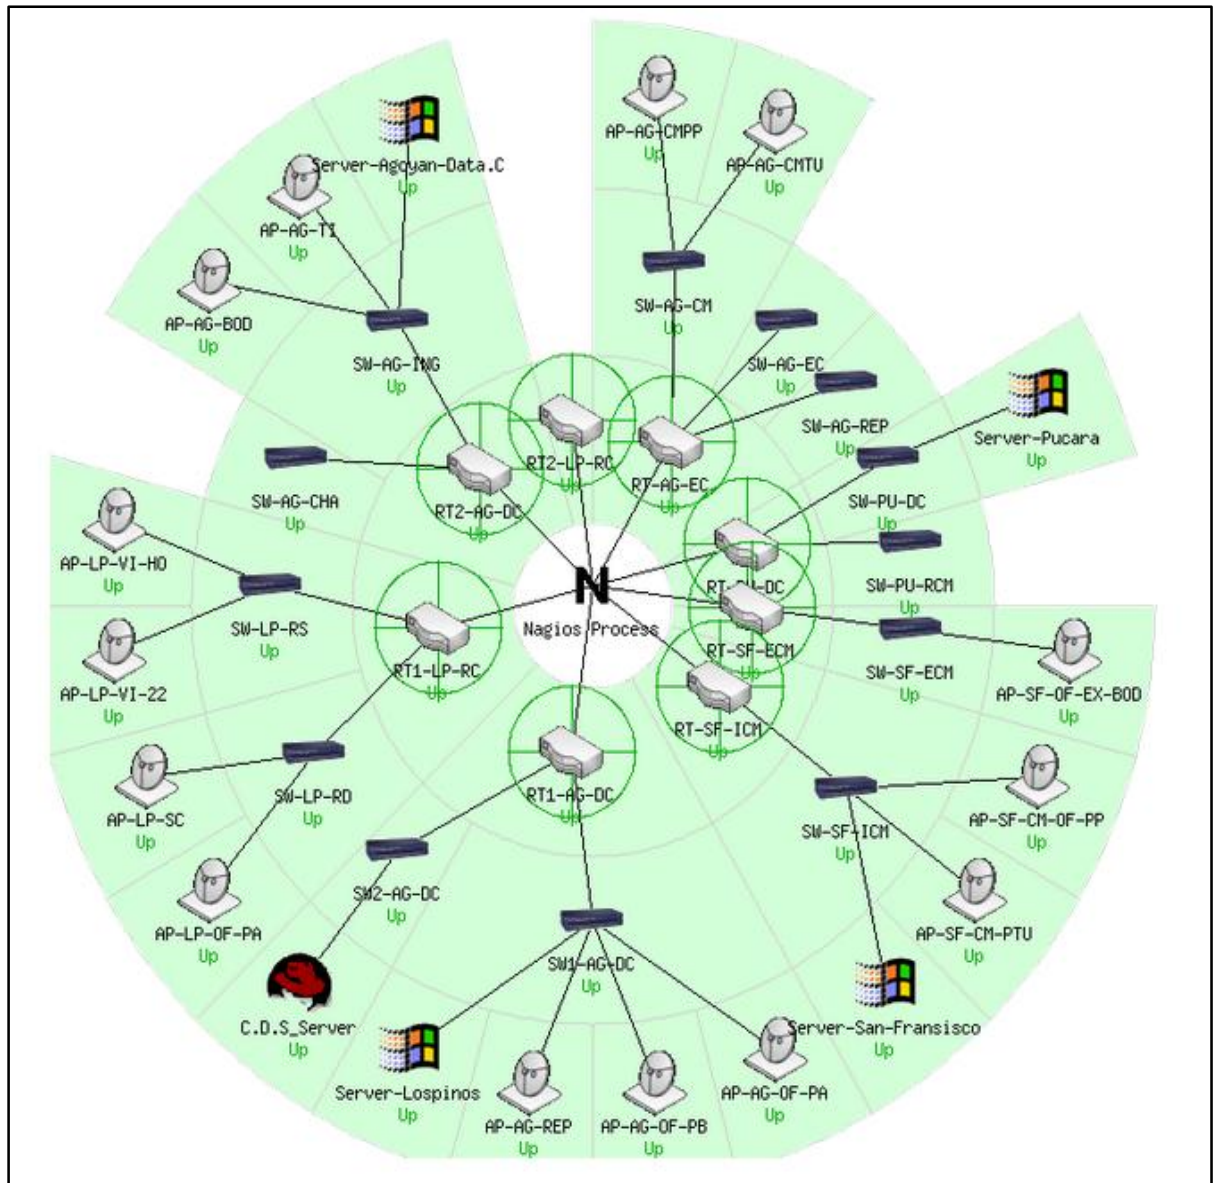 AP-AG-CMPP
Up
AP-AG-CMTU
Up
Server-Agoyan-Data.C
Up
AP-AG-TI
Up
AP-AG-BOD
Up
SW-AG-CM
Up
SW-AG-ING
Up
SW-AG-EC
Up
SW-AG-REP
Up
Server-Pucara
Up
RT2-LP-RC
Up
RT-AG-EC
Up
SW-AG-CHA
Up
RT2-AG-DC
Up
SW-PU-DC
Up
AP-LP-VI-HO
Up
RT-PU-DC
SW-PU-RCM
Up
N
Nagios Process
SW-LP-RS
Up
RT1-LP-RC
Up
RT-SF-ECM
Up
SW-SF-ECM
Up
AP-LP-VI-22
Up
AP-SF-OF-EX-BOD
Up
RT-SF-ICM
Up
RT1-AG-DC
Up
SW-LP-RD
Up
AP-LP-SC
Up
SW-SF-ICM
Up
AP-SF-CM-OF-PP
Up
SW2-AG-DC
Up
AP-LP-OF-PA
Up
AP-SF-CM-PTU
Up
SW1-AG-DC
Up
C.D.S_Server
Up
Server-San-Fransisco
Up
Server-Lospinos
Up
AP-AG-REP
Up
AP-AG-OF-PB
Up
AP-AG-OF-PA
Up